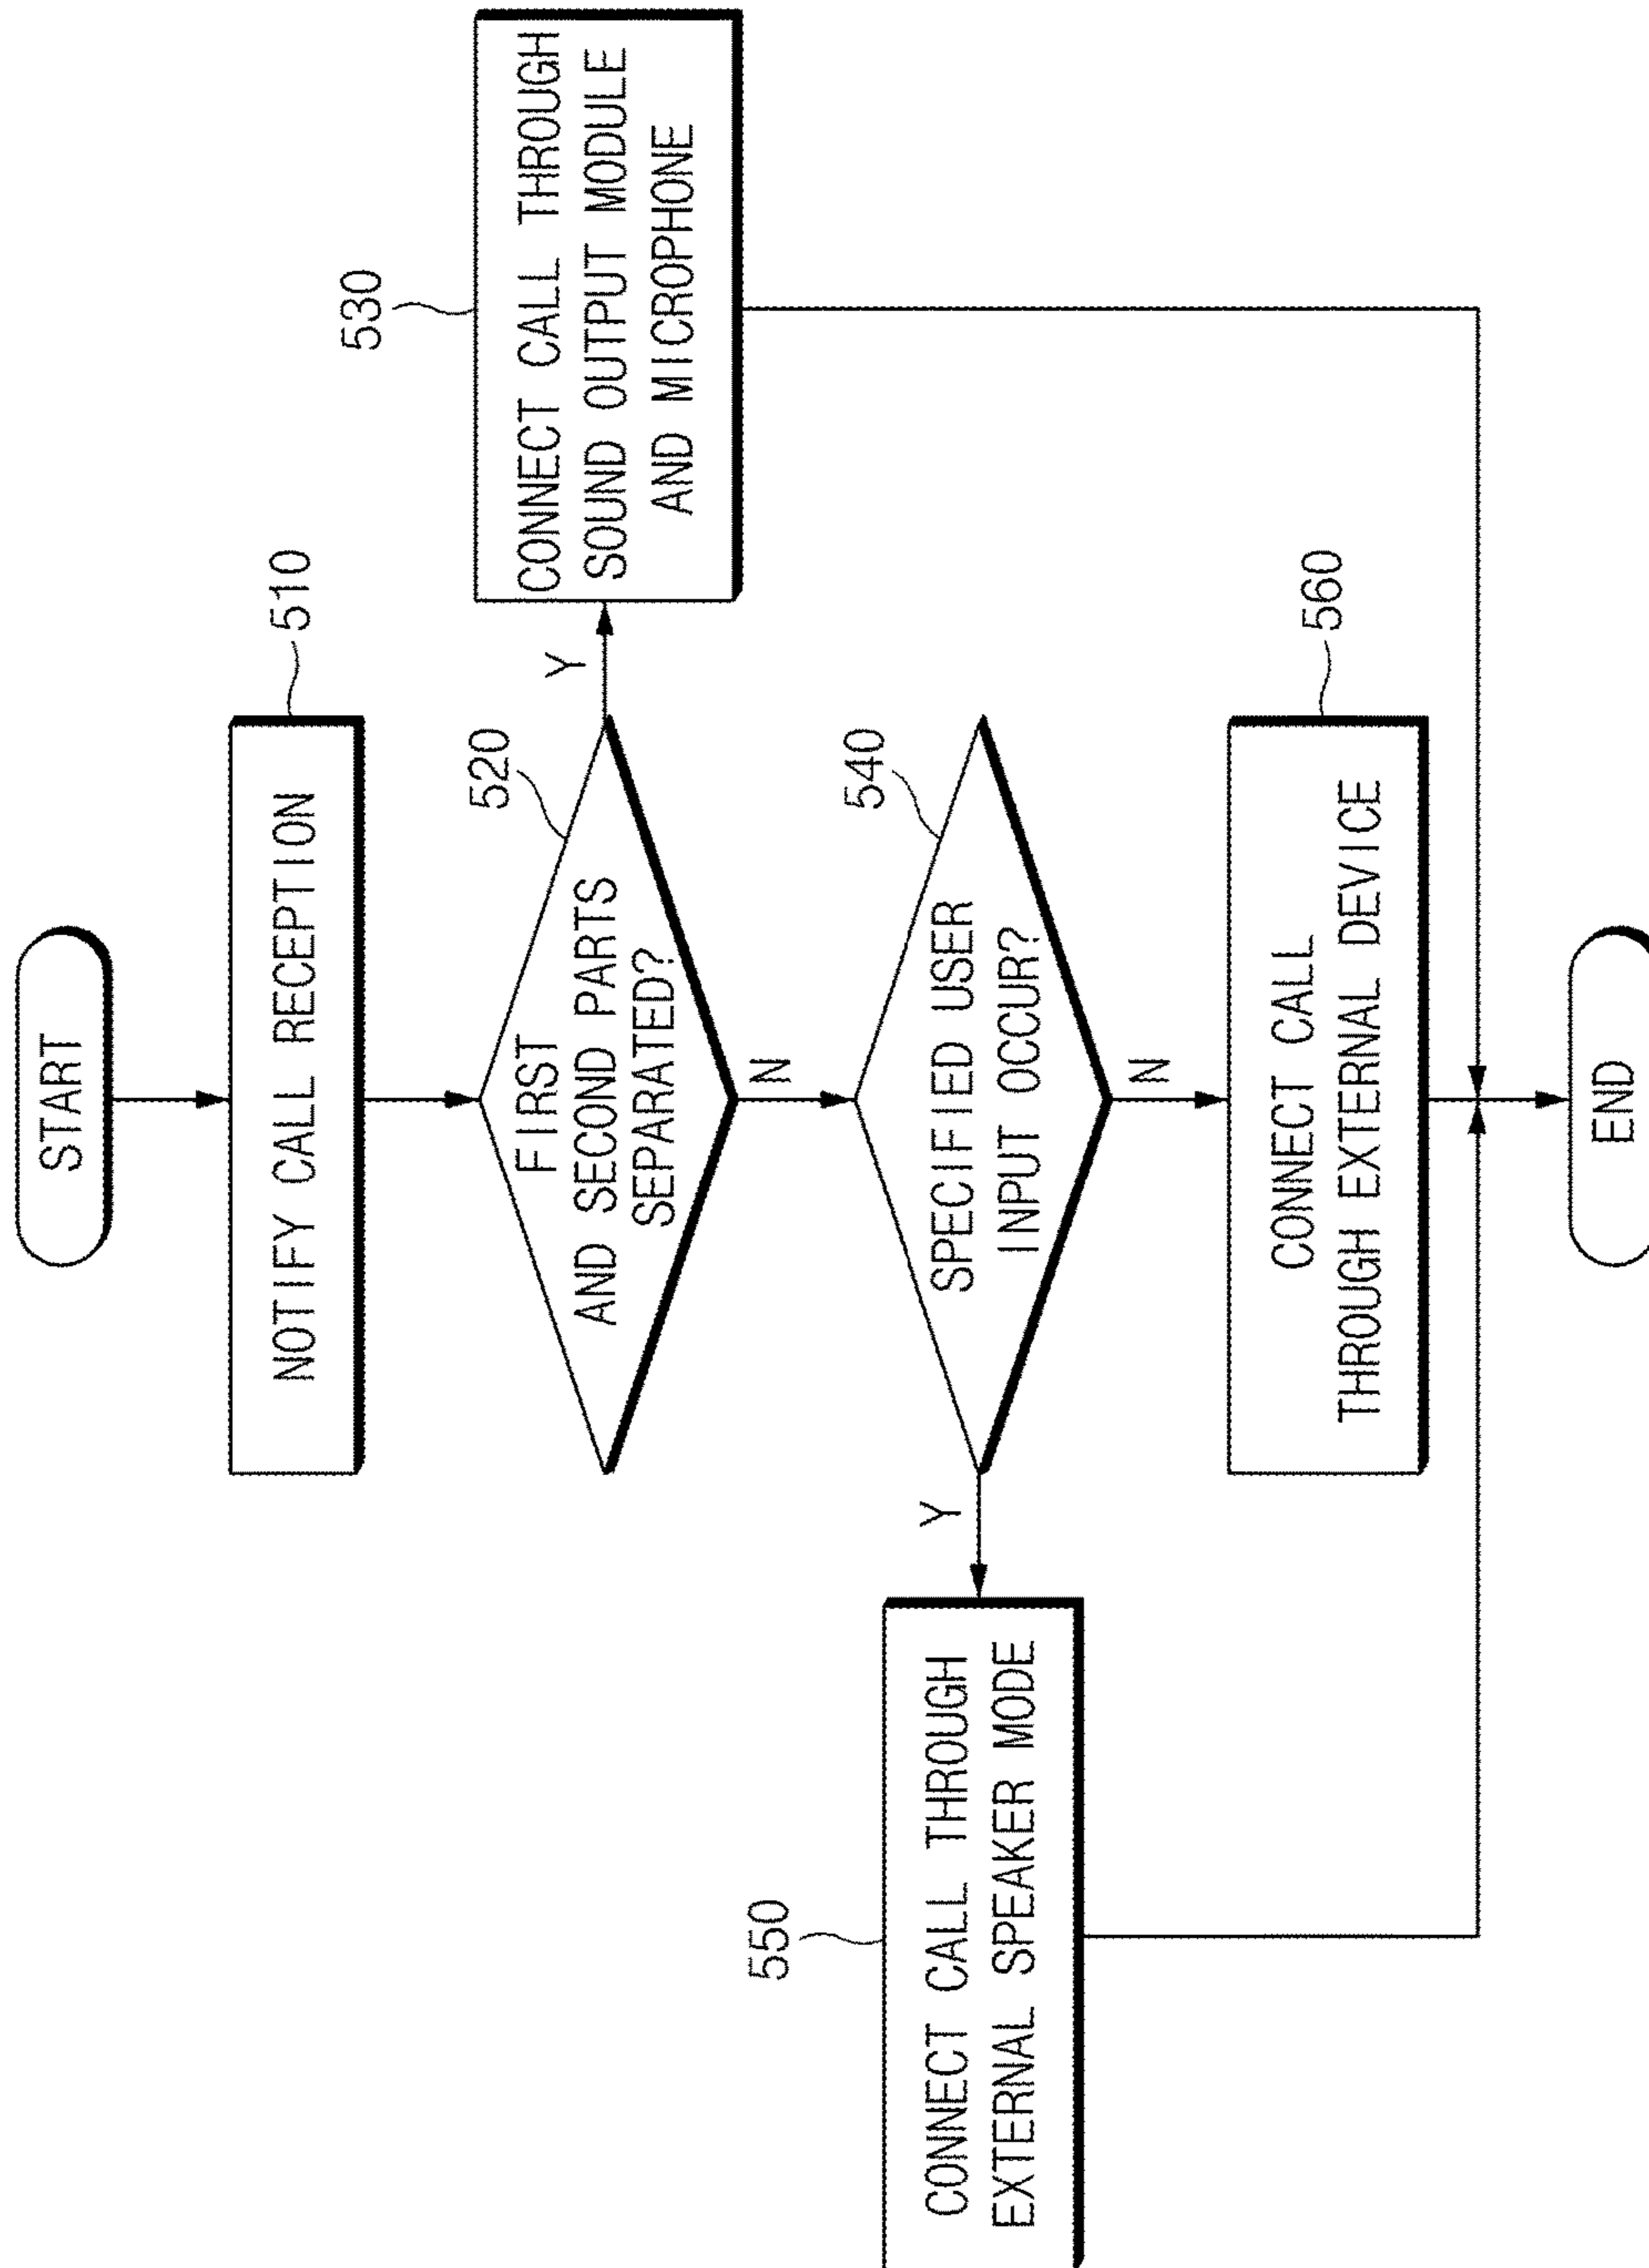 START
510
NOTIFY CALL RECEPTION
520
FIRST
AND SECOND PARTS
SEPARATED?
Y
530
CONNECT CALL THROUGH
SOUND OUTPUT MODULE
AND MICROPHONE
N
540
SPECIFIED USER
INPUT OCCUR?
Y
550
CONNECT CALL THROUGH
EXTERNAL SPEAKER MODE
N
560
CONNECT CALL
THROUGH EXTERNAL DEVICE
END